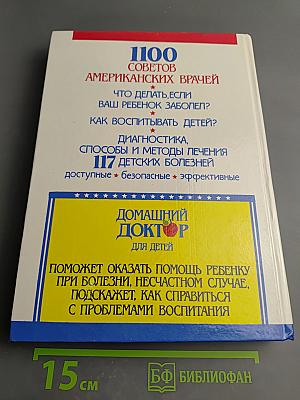 1100
СОВЕТОВ
АМЕРИКАНСКИХ ВРАЧЕЙ
ЧТО ДЕЛАТЬ, ЕСЛИ
ВАШ РЕБЕНОК ЗАБОЛЕЛ?
КАК ВОСПИТЫВАТЬ ДЕТЕЙ?
ДИАГНОСТИКА,
СПОСОБЫ И МЕТОДЫ ЛЕЧЕНИЯ
117 ДЕТСКИХ БОЛЕЗНЕЙ
доступные ★ безопасные ★ эффективные
ДОМАШНИЙ
ДОКТОР
ДЛЯ ДЕТЕЙ
ПОМОЖЕТ ОКАЗАТЬ ПОМОЩЬ РЕБЕНКУ
ПРИ БОЛЕЗНИ, НЕСЧАСТНОМ СЛУЧАЕ,
ПОДСКАЖЕТ, КАК СПРАВИТЬСЯ
С ПРОБЛЕМАМИ ВОСПИТАНИЯ
15 см
БФ БИБЛИОФАН